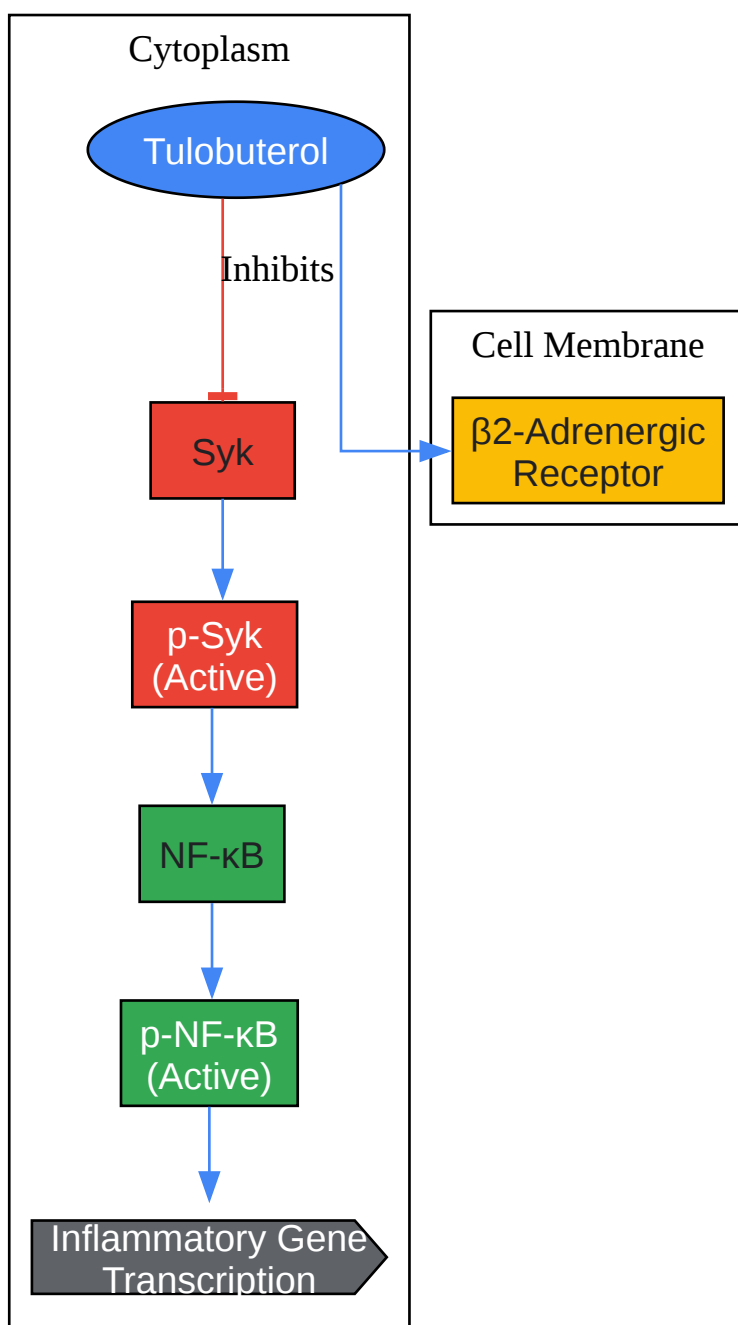 Cytoplasm
Tulobuterol
Inhibits
Cell Membrane
β2-Adrenergic
Receptor
Syk
p-Syk
(Active)
NF-κB
p-NF-κB
(Active)
Inflammatory Gene
Transcription